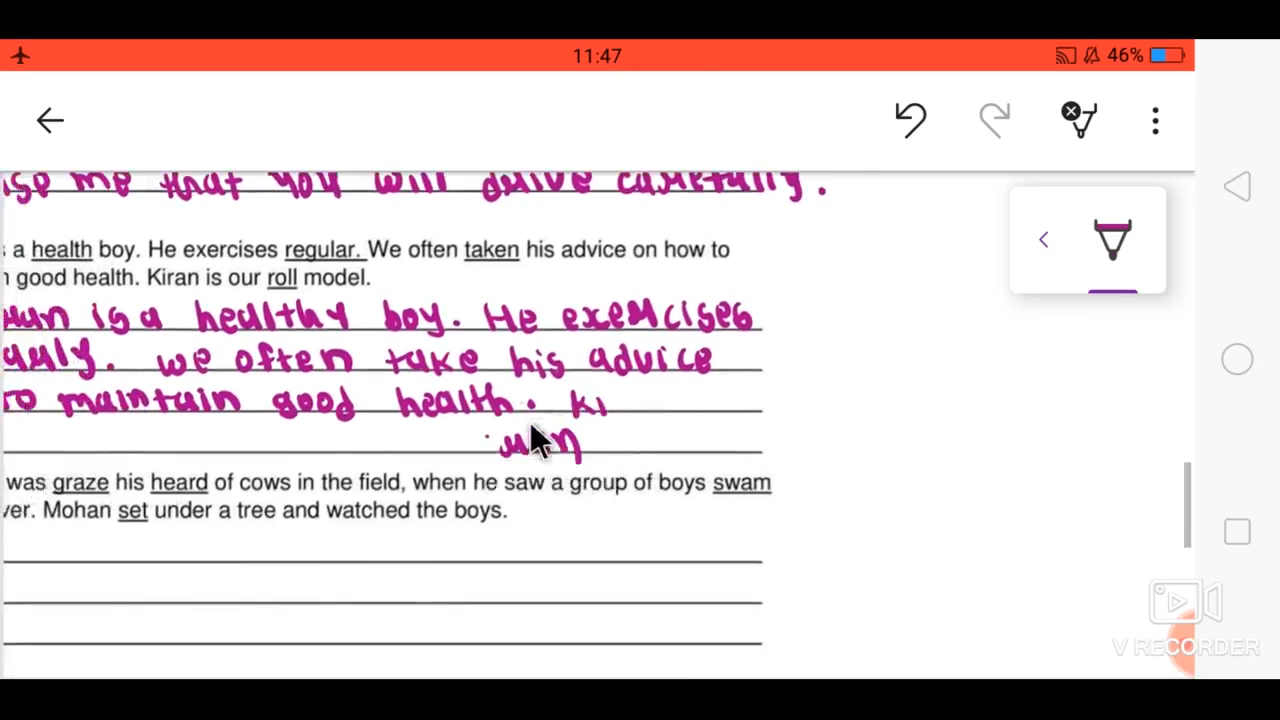 11:47
46%
me that you will drive carefully.
a health boy. He exercises regular. We often taken his advice on how to
good health. Kiran is our roll model.
is a healthy boy. He exercises
we often take his advice
to maintain good health. Ki
was graze his heard of cows in the field, when he saw a group of boys swam
ver. Mohan set under a tree and watched the boys.
V RECORDER